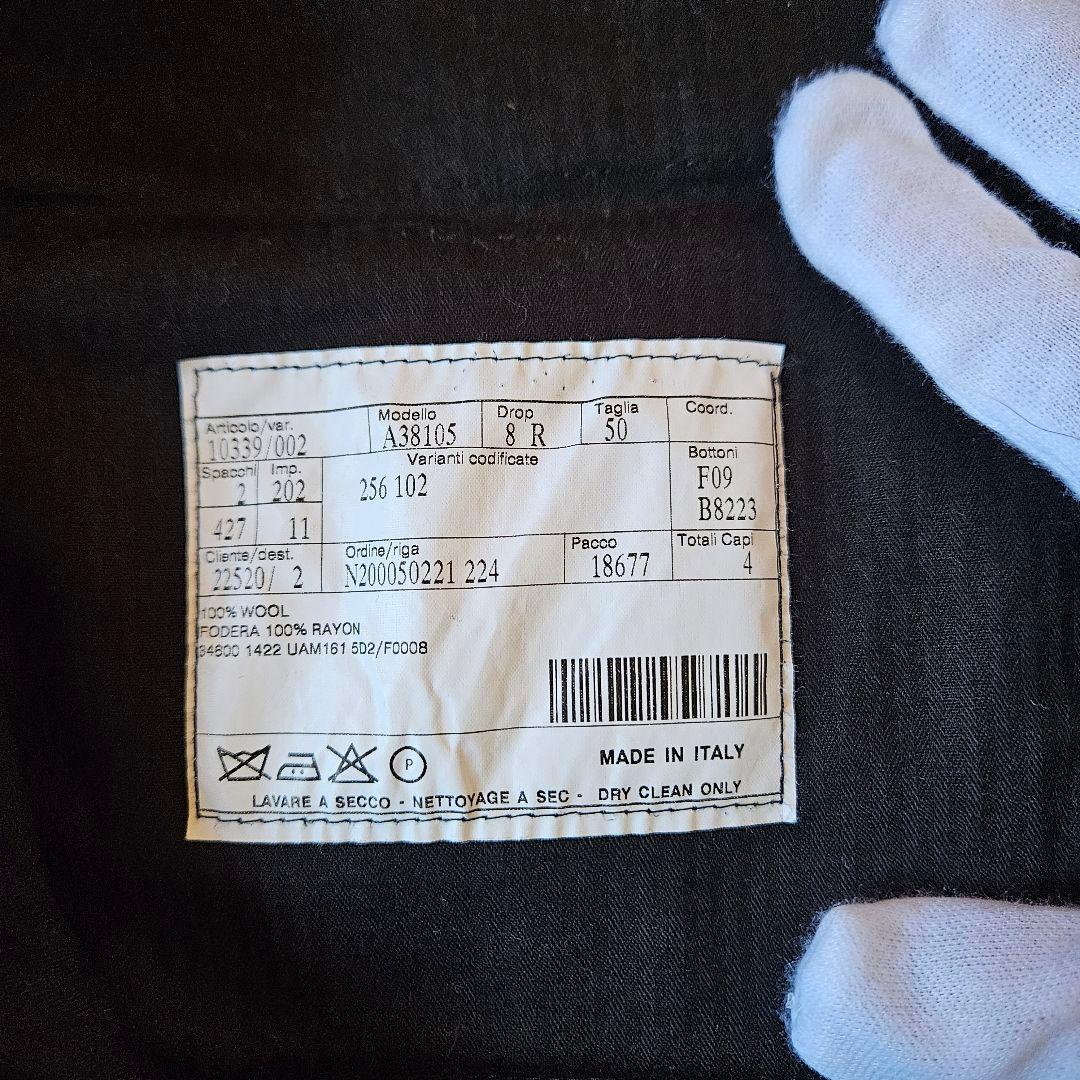 Articolo/var. Modello Drop Taglia Coord.
10339/002 A38105 8 R 50
Spacchi Imp. Varianti codificate Bottoni
2 202 256 102 F09
427 11 B8223
Cliente/dest. Ordine/riga Pacco Totali Capi
22520/ 2 N200050221 224 18677 4
100% WOOL
FODERA 100% RAYON
34600 1422 UAM161 5D2/F0008
P
MADE IN ITALY
LAVARE A SECCO - NETTOYAGE A SEC - DRY CLEAN ONLY